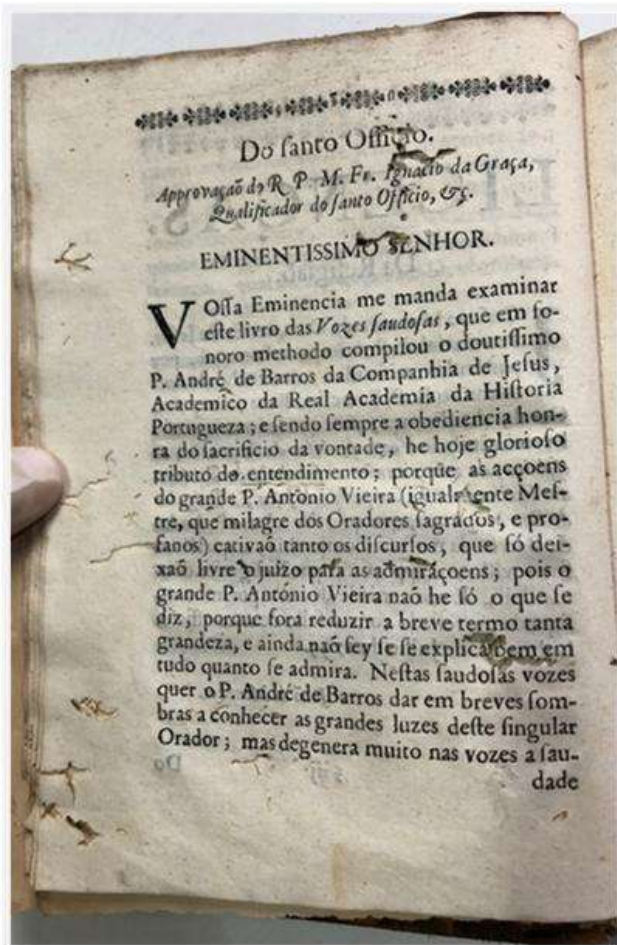 Do ſanto Officio.
Approvaçaõ do R. P. M. Fr. Ignacio da Graça,
Qualificador do ſanto Officio, &ç.
EMINENTISSIMO SENHOR.
VOſſa Eminencia me manda examinar
eſte livro das Vozes ſaudoſas, que em ſo-
noro methodo compilou o doutiſſimo
P. André de Barros da Companhia de Jeſus,
Academico da Real Academia da Hiſtoria
Portugueza; e ſendo ſempre a obediencia hon-
ra do ſacrificio da vontade, he hoje glorioſo
tributo do entendimento; porque as acçoens
do grande P. Antonio Vieira (igualmente Meſ-
tre, que milagre dos Oradores ſagrados, e pro-
fanos) cativaõ tanto os diſcurſos, que ſó dei-
xaõ livre o juizo para as admiraçoens; pois o
grande P. António Vieira naõ he ſó o que ſe
diz, porque fora reduzir a breve termo tanta
grandeza, e ainda naõ ſey ſe ſe explica bem em
tudo quanto ſe admira. Neſtas ſaudoſas vozes
quer o P. André de Barros dar em breves ſom-
bras a conhecer as grandes luzes deſte ſingular
Orador; mas degenera muito nas vozes a ſau-
dade